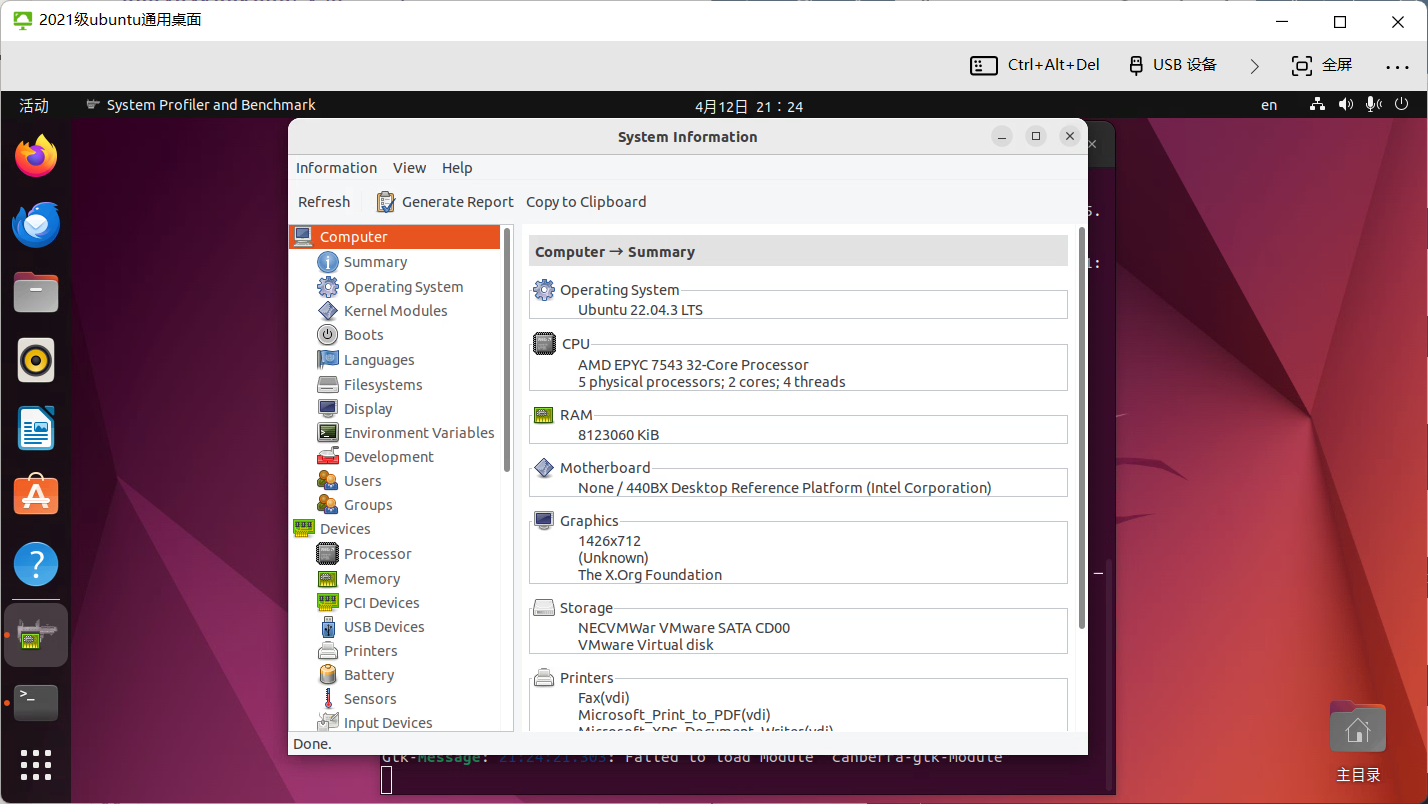 2021级ubuntu通用桌面
Ctrl+Alt+Del
USB 设备
全屏
活动
System Profiler and Benchmark
4月12日 21：24
en
System Information
Information View Help
Refresh
Generate Report
Copy to Clipboard
Computer
Summary
Operating System
Kernel Modules
Boots
Languages
Filesystems
Display
Environment Variables
Development
Users
Groups
Devices
Processor
Memory
PCI Devices
USB Devices
Printers
Battery
Sensors
Input Devices
Computer → Summary
Operating System
Ubuntu 22.04.3 LTS
CPU
AMD EPYC 7543 32-Core Processor
5 physical processors; 2 cores; 4 threads
RAM
8123060 KiB
Motherboard
None / 440BX Desktop Reference Platform (Intel Corporation)
Graphics
1426x712
(Unknown)
The X.Org Foundation
Storage
NECVMWar VMware SATA CD00
VMware Virtual disk
Printers
Fax(vdi)
Microsoft_Print_to_PDF(vdi)
Microsoft_XPS_Document_Writer(vdi)
Done.
5.
1:
Gtk-Message: 21:24:21.303: Failed to load module "canberra-gtk-module"
主目录